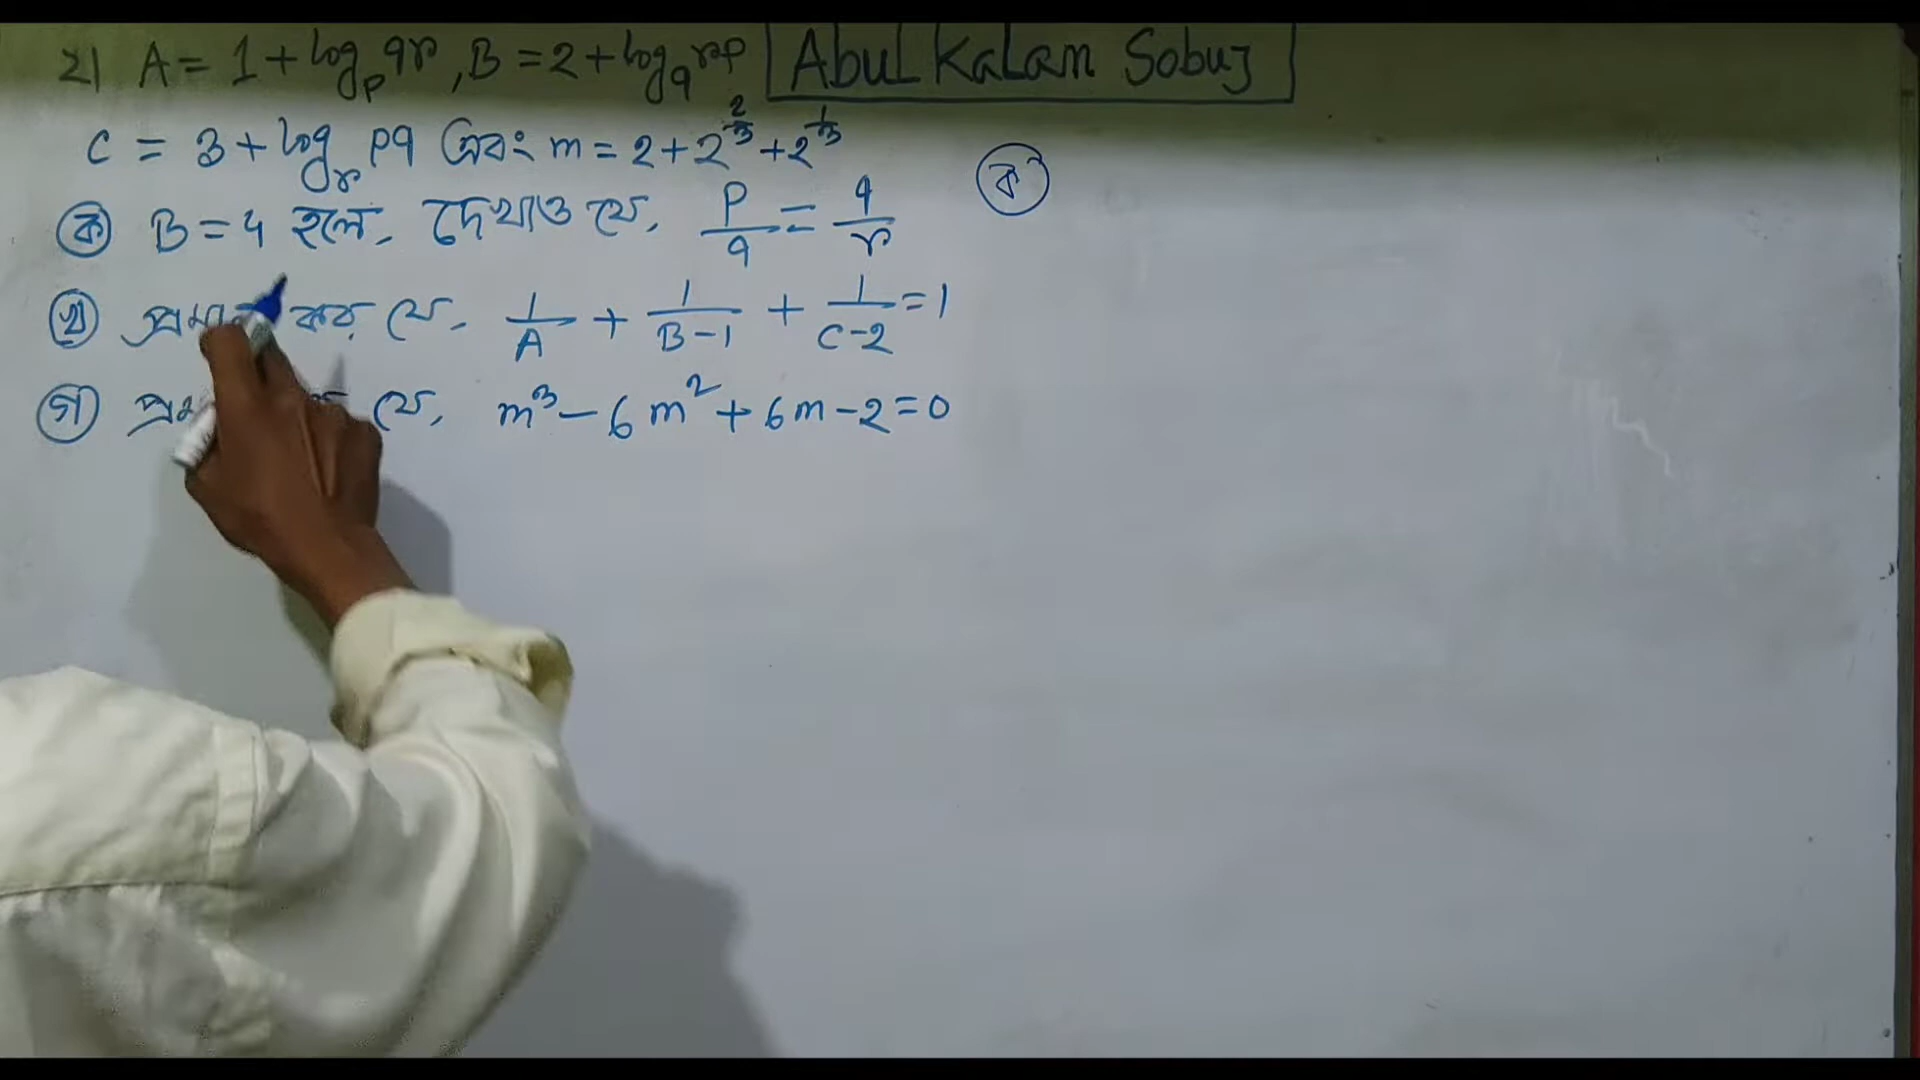 ২। A = 1 + log_p qr, B = 2 + log_q rp Abul Kalam Sobuj
C = 3 + log_r pq এবং m = 2 + 2^{2/3} + 2^{1/3}
ক B = 4 হলে, দেখাও যে, p/q = q/r ক
খ কর যে, 1/A + 1/(B-1) + 1/(C-2) = 1
গ যে, m³ - 6m² + 6m - 2 = 0